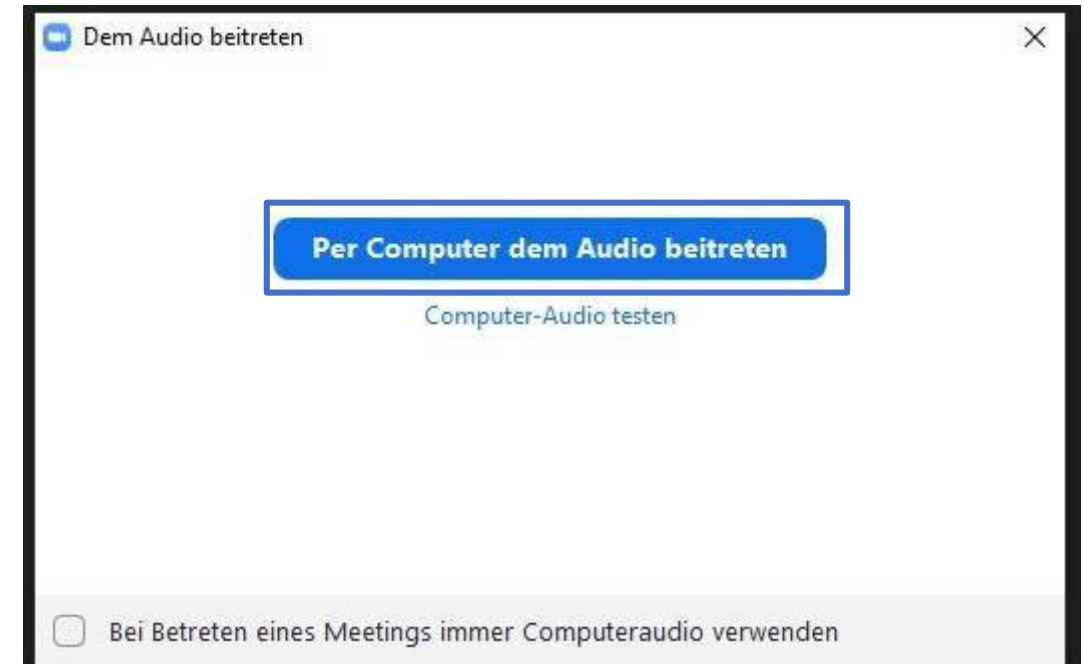 Dem Audio beitreten
Per Computer dem Audio beitreten
Computer-Audio testen
Bei Betreten eines Meetings immer Computeraudio verwenden